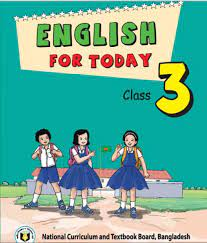 ENGLISH
FOR TODAY
Class 3
National Curriculum and Textbook Board, Bangladesh